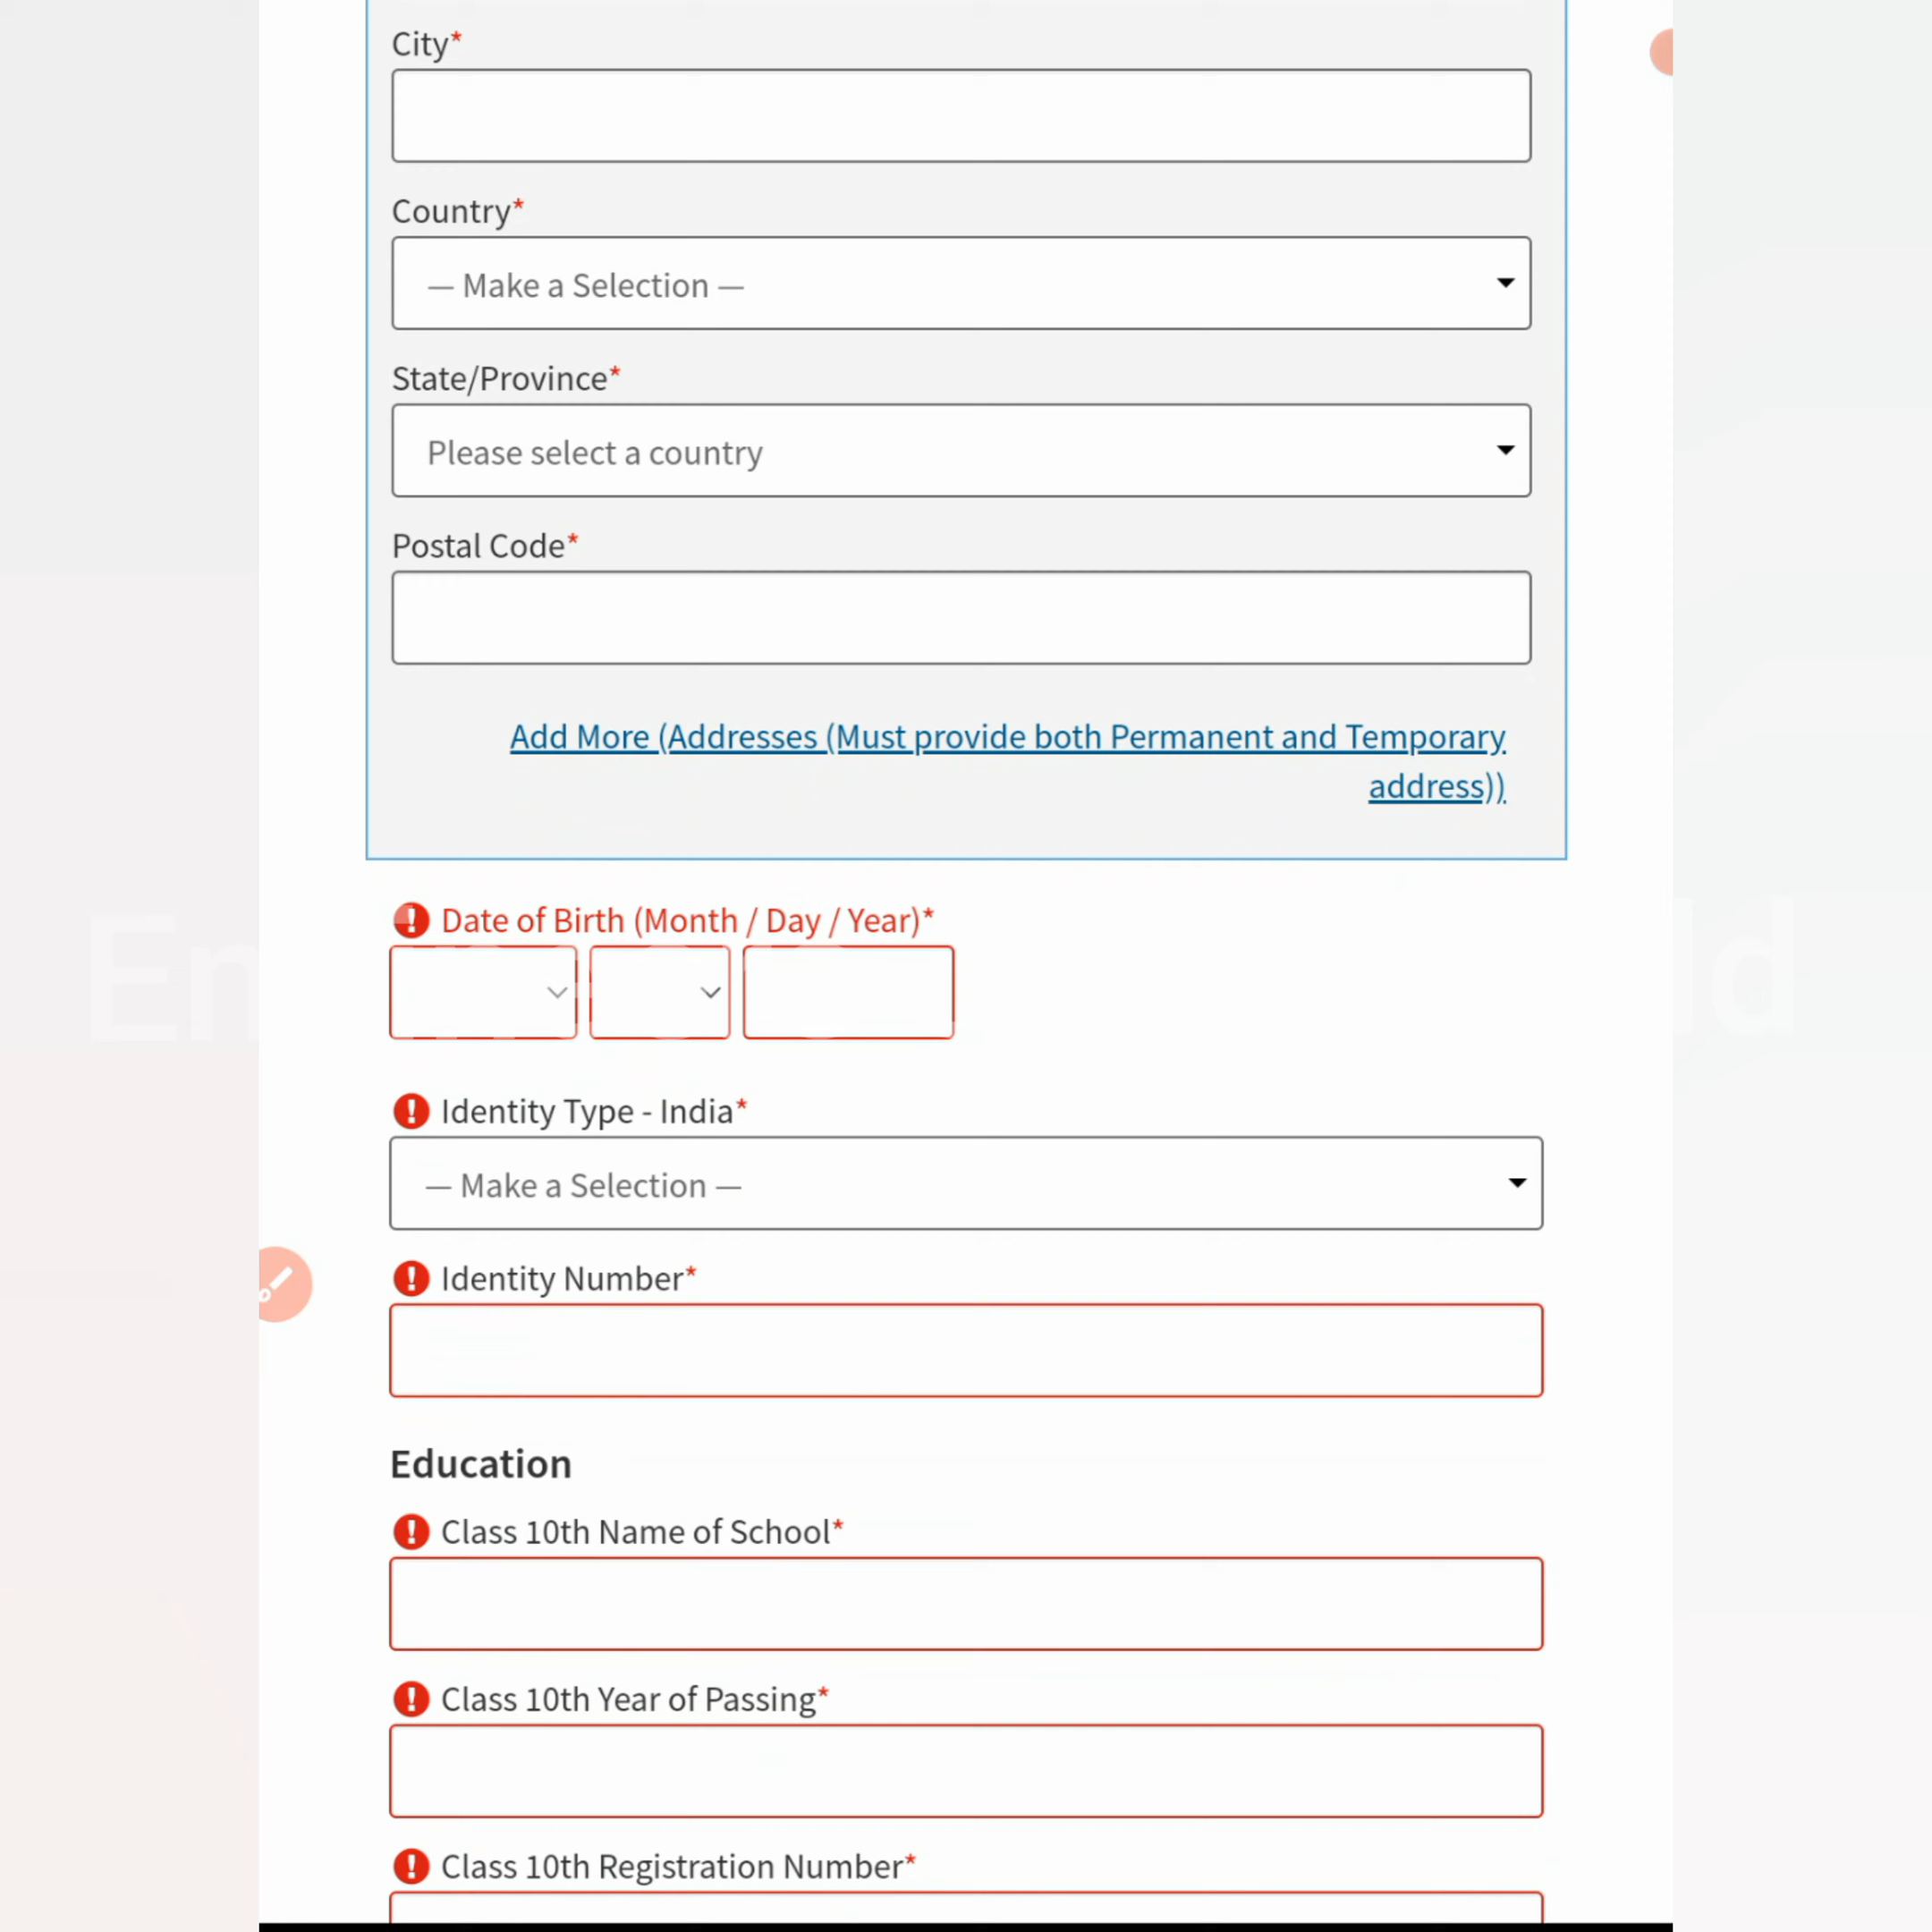 City*
Country*
— Make a Selection —
State/Province*
Please select a country
Postal Code*
Add More (Addresses (Must provide both Permanent and Temporary
address))
Date of Birth (Month / Day / Year)*
Identity Type - India*
— Make a Selection —
Identity Number*
Education
Class 10th Name of School*
Class 10th Year of Passing*
Class 10th Registration Number*